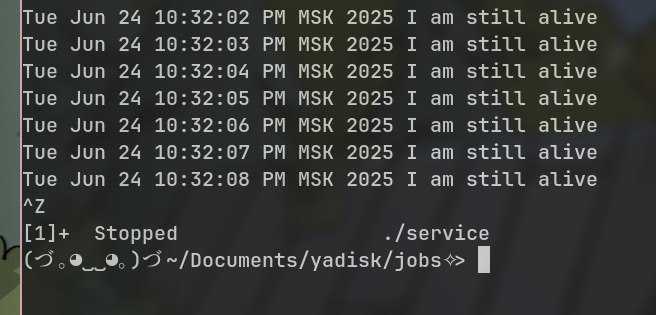 Tue Jun 24 10:32:02 PM MSK 2025 I am still alive
Tue Jun 24 10:32:03 PM MSK 2025 I am still alive
Tue Jun 24 10:32:04 PM MSK 2025 I am still alive
Tue Jun 24 10:32:05 PM MSK 2025 I am still alive
Tue Jun 24 10:32:06 PM MSK 2025 I am still alive
Tue Jun 24 10:32:07 PM MSK 2025 I am still alive
Tue Jun 24 10:32:08 PM MSK 2025 I am still alive
^Z
[1]+  Stopped                 ./service
(づ｡◕‿‿◕｡)づ~/Documents/yadisk/jobs✧>